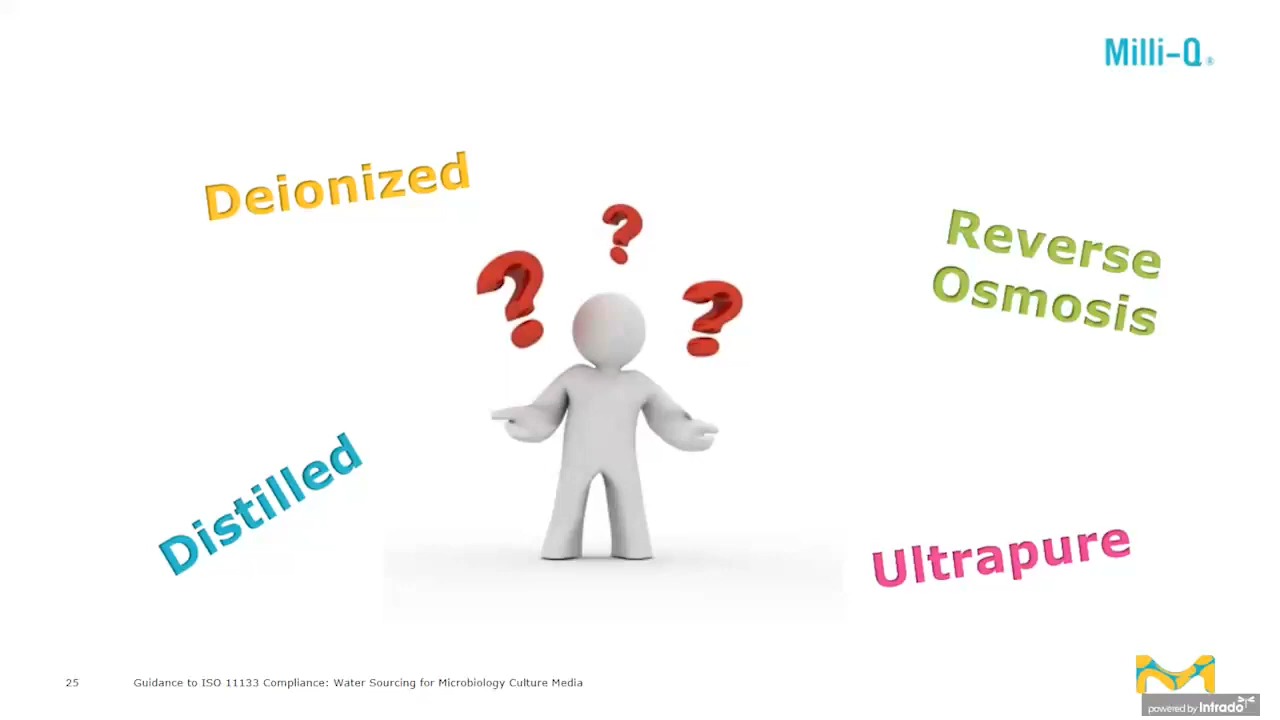 Milli-Q®
Deionized
Reverse
Osmosis
Distilled
Ultrapure
25
Guidance to ISO 11133 Compliance: Water Sourcing for Microbiology Culture Media
M
powered by Intrado